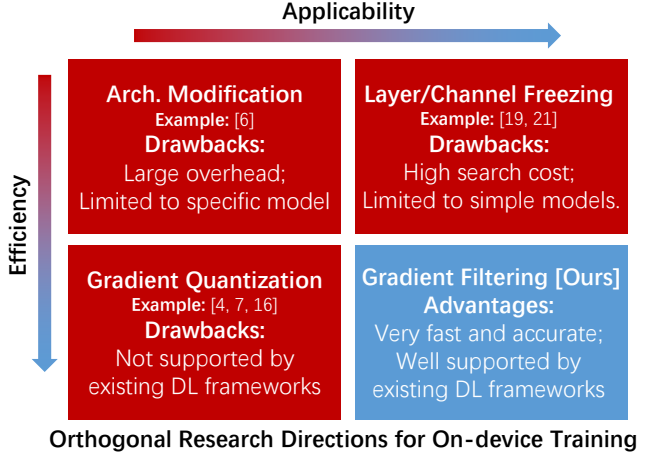 Applicability
Efficiency
Arch. Modification
Example: [6]
Drawbacks:
Large overhead;
Limited to specific model
Layer/Channel Freezing
Example: [19, 21]
Drawbacks:
High search cost;
Limited to simple models.
Gradient Quantization
Example: [4, 7, 16]
Drawbacks:
Not supported by
existing DL frameworks
Gradient Filtering [Ours]
Advantages:
Very fast and accurate;
Well supported by
existing DL frameworks
Orthogonal Research Directions for On-device Training